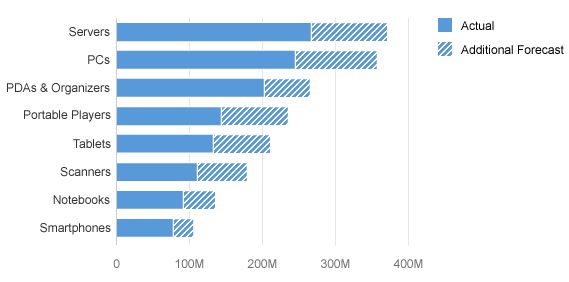 Servers
PCs
PDAs & Organizers
Portable Players
Tablets
Scanners
Notebooks
Smartphones
0 100M 200M 300M 400M
Actual
Additional Forecast